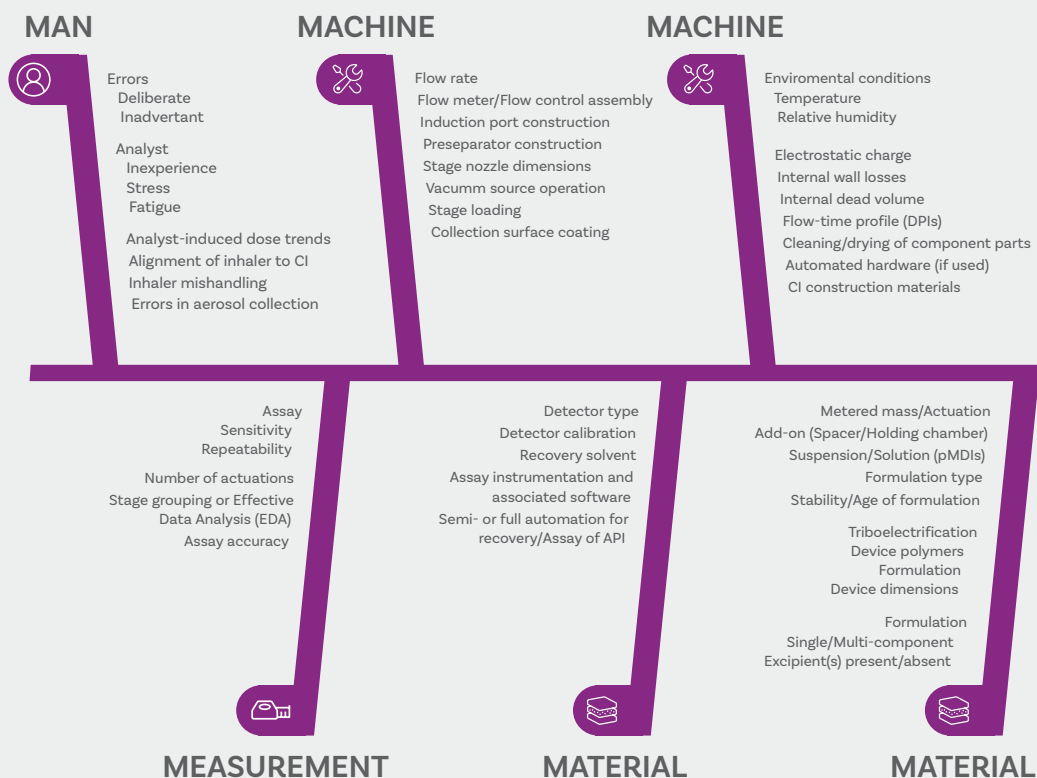 MAN
Errors
Deliberate
Inadvertant
Analyst
Inexperience
Stress
Fatigue
Analyst-induced dose trends
Alignment of inhaler to CI
Inhaler mishandling
Errors in aerosol collection
MACHINE
Flow rate
Flow meter/Flow control assembly
Induction port construction
Preseparator construction
Stage nozzle dimensions
Vacumm source operation
Stage loading
Collection surface coating
MACHINE
Enviromental conditions
Temperature
Relative humidity
Electrostatic charge
Internal wall losses
Internal dead volume
Flow-time profile (DPIs)
Cleaning/drying of component parts
Automated hardware (if used)
CI construction materials
Assay
Sensitivity
Repeatability
Number of actuations
Stage grouping or Effective
Data Analysis (EDA)
Assay accuracy
MEASUREMENT
Detector type
Detector calibration
Recovery solvent
Assay instrumentation and
associated software
Semi- or full automation for
recovery/Assay of API
MATERIAL
Metered mass/Actuation
Add-on (Spacer/Holding chamber)
Suspension/Solution (pMDIs)
Formulation type
Stability/Age of formulation
Triboelectrification
Device polymers
Formulation
Device dimensions
Formulation
Single/Multi-component
Excipient(s) present/absent
MATERIAL